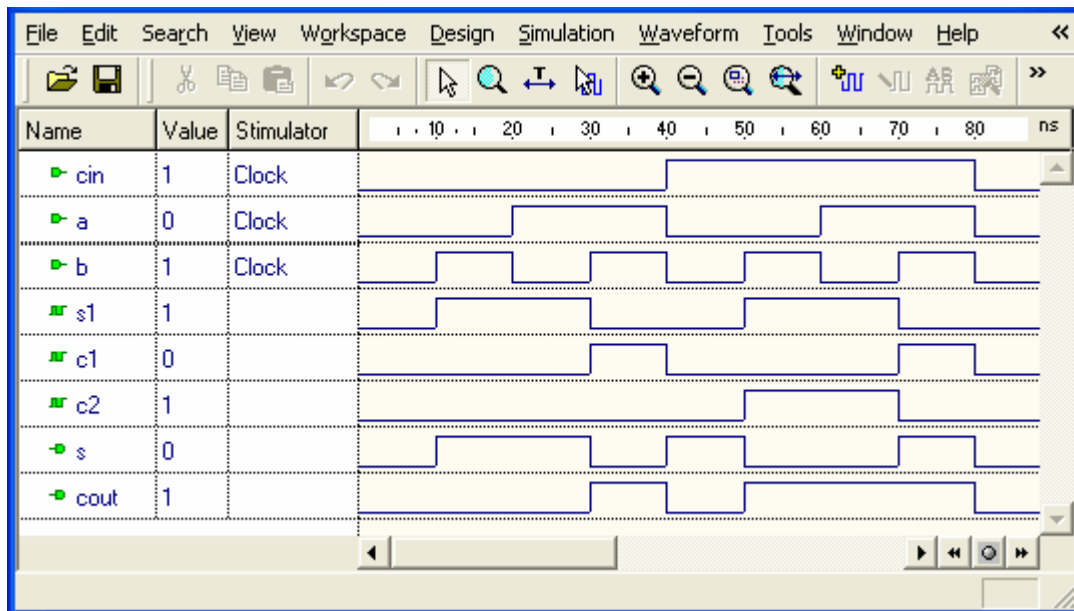 File Edit Search View Workspace Design Simulation Waveform Tools Window Help «
»
Name Value Stimulator 10 20 30 40 50 60 70 80 ns
cin 1 Clock
a 0 Clock
b 1 Clock
s1 1
c1 0
c2 1
s 0
cout 1